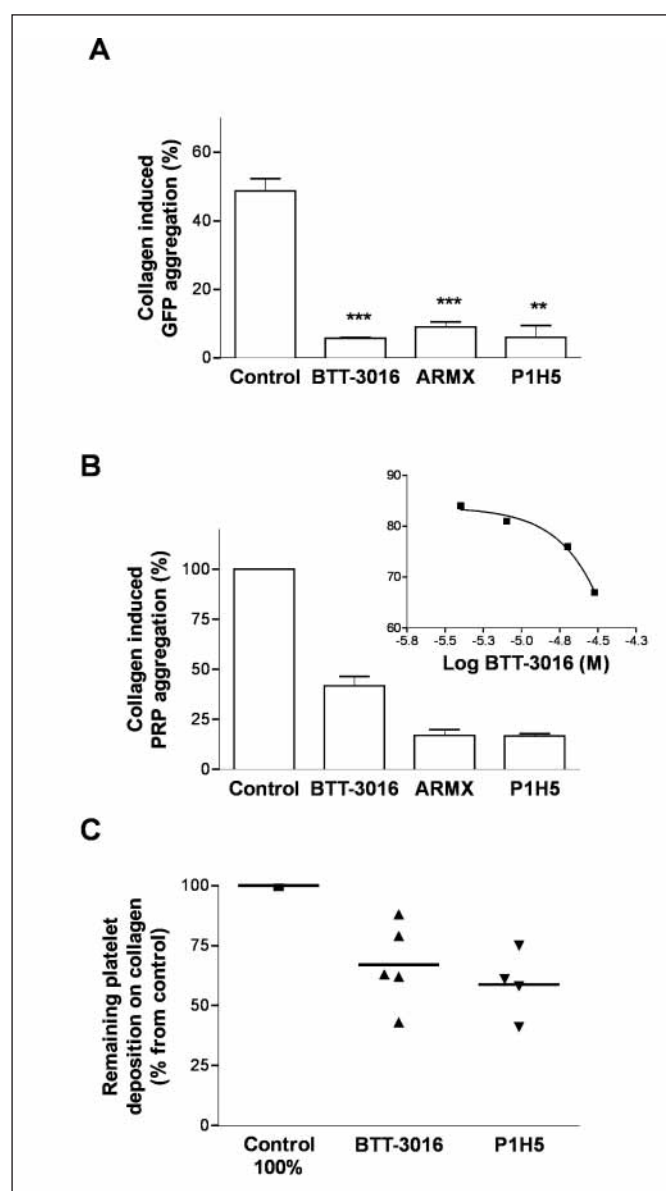 A
Collagen induced
GFP aggregation (%)
60
40
20
0
*** *** **
Control BTT-3016 ARMX P1H5
B
Collagen induced
PRP aggregation (%)
100
75
50
25
0
90
80
70
60
-5.8 -5.5 -5.3 -5.0 -4.8 -4.5 -4.3
Log BTT-3016 (M)
Control BTT-3016 ARMX P1H5
C
Remaining platelet
deposition on collagen
(% from control)
100
75
50
25
0
Control BTT-3016 P1H5
100%